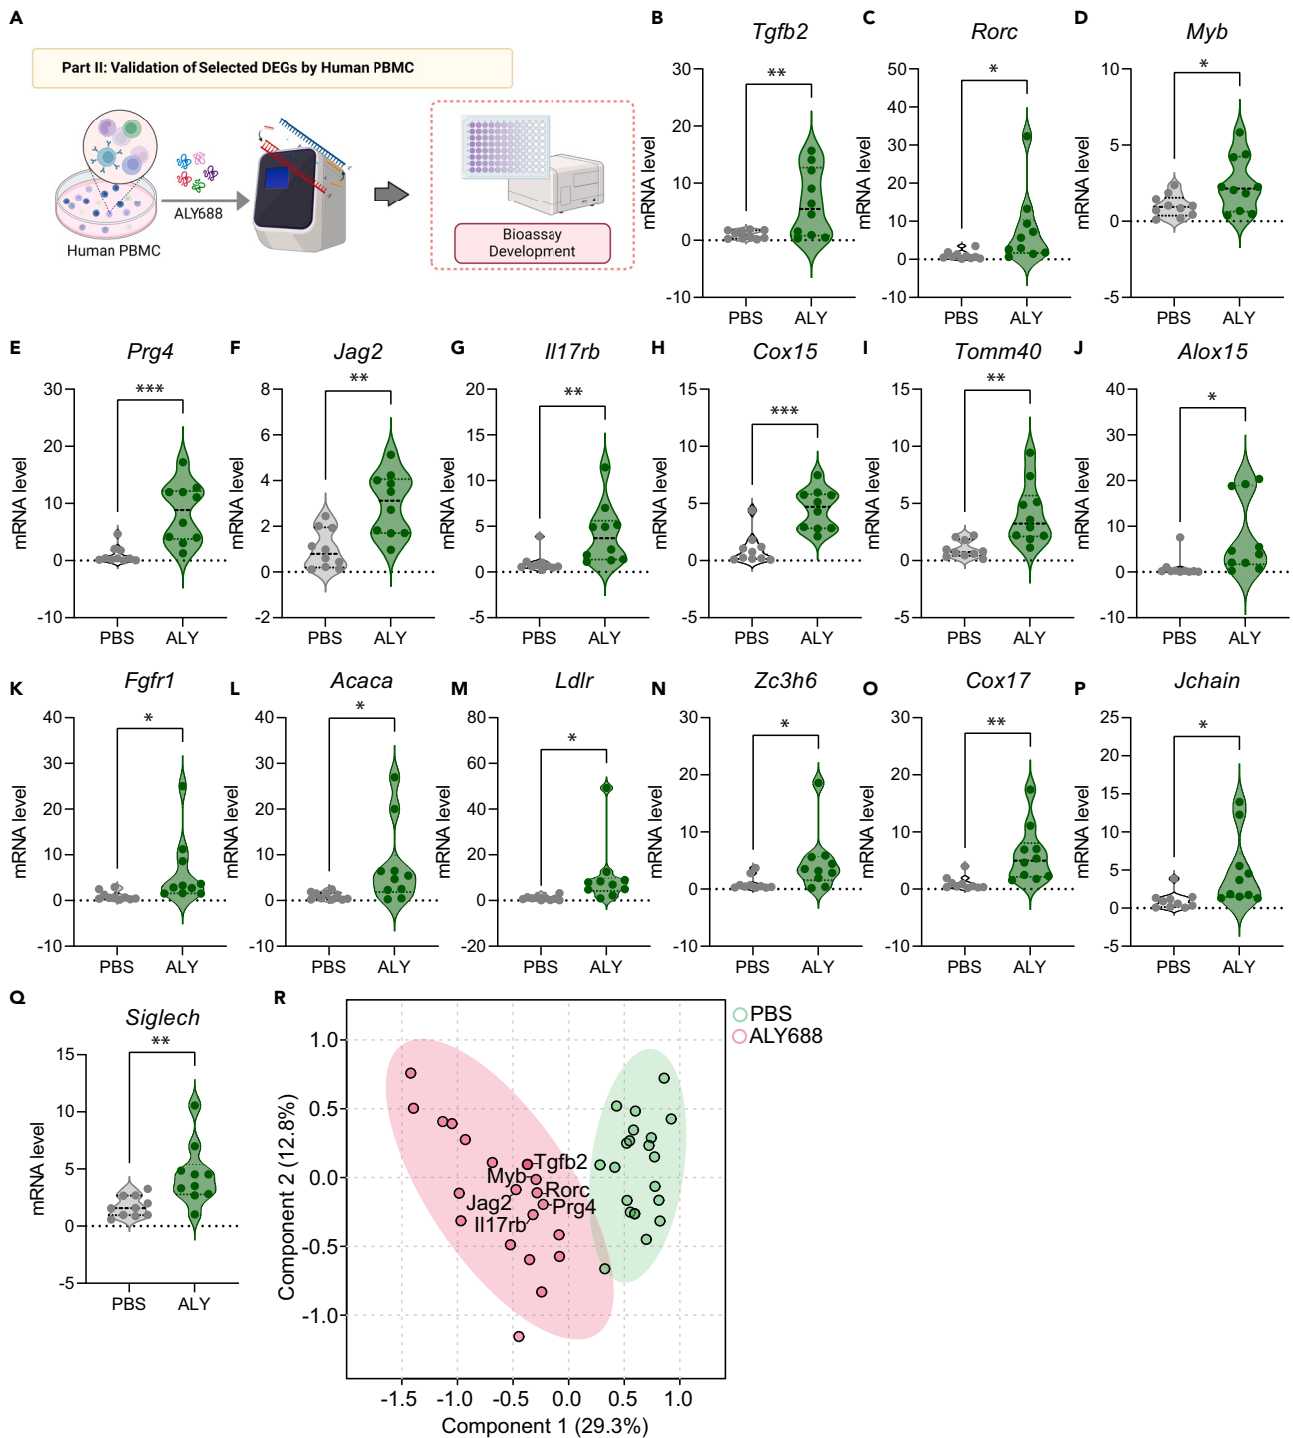 A
Part II: Validation of Selected DEGs by Human PBMC
Human PBMC
ALY688
Bioassay
Development
B
Tgfb2
mRNA level
30
20
10
0
-10
**
PBS
ALY
C
Rorc
mRNA level
50
40
30
20
10
0
-10
*
PBS
ALY
D
Myb
mRNA level
10
5
0
-5
*
PBS
ALY
E
Prg4
mRNA level
30
20
10
0
-10
***
PBS
ALY
F
Jag2
mRNA level
8
6
4
2
0
-2
**
PBS
ALY
G
Il17rb
mRNA level
20
15
10
5
0
-5
**
PBS
ALY
H
Cox15
mRNA level
15
10
5
0
-5
***
PBS
ALY
I
Tomm40
mRNA level
15
10
5
0
-5
**
PBS
ALY
J
Alox15
mRNA level
40
30
20
10
0
-10
*
PBS
ALY
K
Fgfr1
mRNA level
40
30
20
10
0
-10
*
PBS
ALY
L
Acaca
mRNA level
40
30
20
10
0
-10
*
PBS
ALY
M
Ldlr
mRNA level
80
60
40
20
0
-20
*
PBS
ALY
N
Zc3h6
mRNA level
30
20
10
0
-10
*
PBS
ALY
O
Cox17
mRNA level
30
20
10
0
-10
**
PBS
ALY
P
Jchain
mRNA level
25
20
15
10
5
0
-5
*
PBS
ALY
Q
Siglech
mRNA level
15
10
5
0
-5
**
PBS
ALY
R
PBS
ALY688
Component 2 (12.8%)
1.0
0.5
0.0
-0.5
-1.0
Tgfb2
Myb
Rorc
Jag2
Prg4
Il17rb
-1.5
-1.0
-0.5
0.0
0.5
1.0
Component 1 (29.3%)